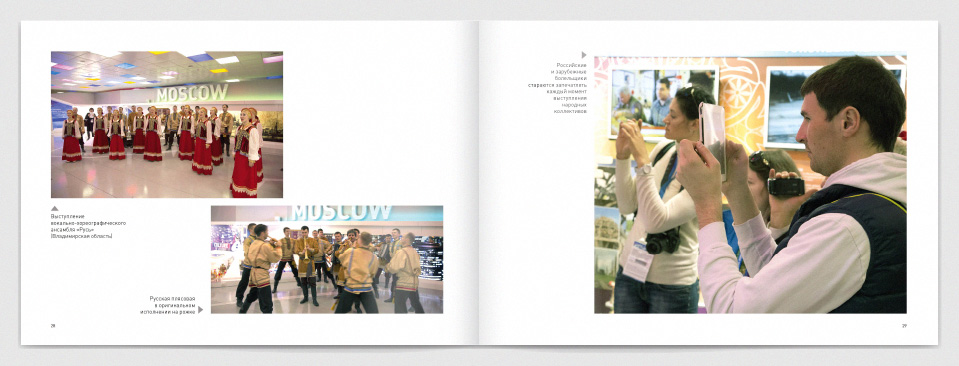 MOSCOW
Выступление
вокально-хореографического
ансамбля «Русь»
(Владимирская область)
MOSCOW
Русская плясовая
в оригинальном
исполнении на рожке
28
Российские
и зарубежные
болельщики
стараются запечатлеть
каждый момент
выступления
народных
коллективов
29